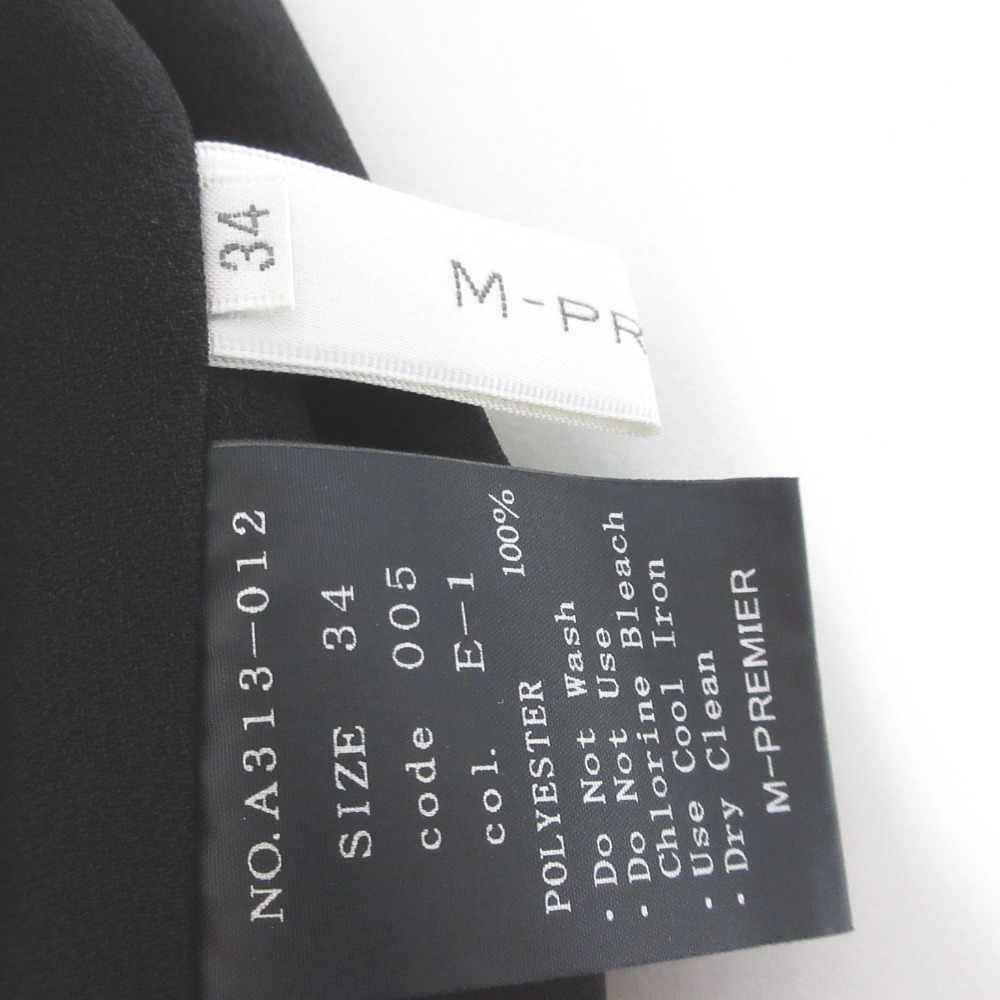 34
M-PR
NO.A313-012
SIZE 34
code 005
col. E-1
100%
POLYESTER
・Do Not Wash
・Do Not Use
Chlorine Bleach
・Use Cool Iron
・Dry Clean
M-PREMIER